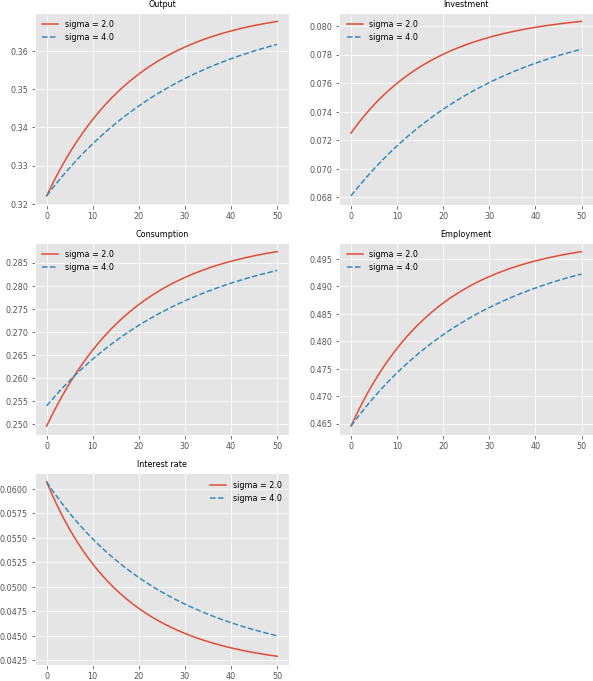 Output
sigma = 2.0
sigma = 4.0
0.36
0.35
0.34
0.33
0.32
0 10 20 30 40 50
Investment
sigma = 2.0
sigma = 4.0
0.080
0.078
0.076
0.074
0.072
0.070
0.068
0 10 20 30 40 50
Consumption
sigma = 2.0
sigma = 4.0
0.285
0.280
0.275
0.270
0.265
0.260
0.255
0.250
0 10 20 30 40 50
Employment
sigma = 2.0
sigma = 4.0
0.495
0.490
0.485
0.480
0.475
0.470
0.465
0 10 20 30 40 50
Interest rate
sigma = 2.0
sigma = 4.0
0.0600
0.0575
0.0550
0.0525
0.0500
0.0475
0.0450
0.0425
0 10 20 30 40 50